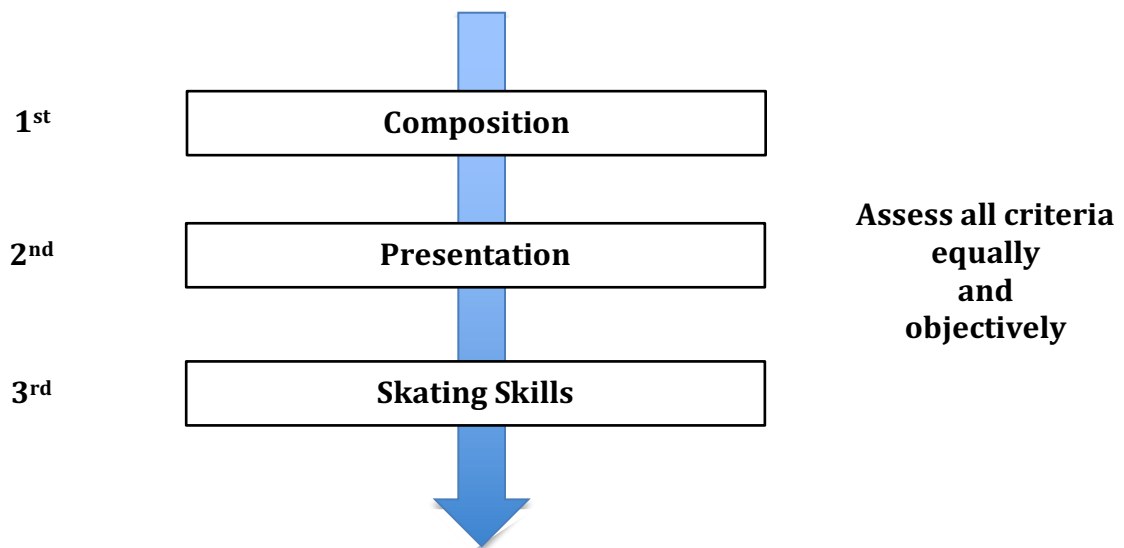 1st Composition
2nd Presentation
3rd Skating Skills
Assess all criteria
equally
and
objectively